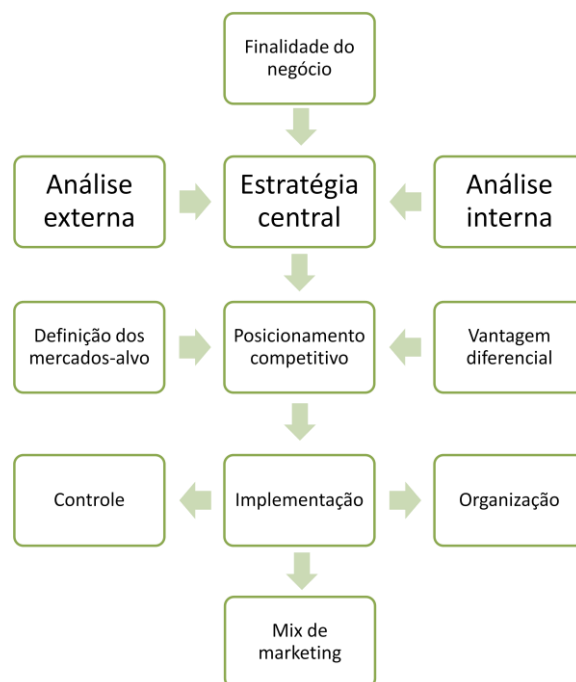 Finalidade do
negócio
Análise
externa
Estratégia
central
Análise
interna
Definição dos
mercados-alvo
Posicionamento
competitivo
Vantagem
diferencial
Controle
Implementação
Organização
Mix de
marketing